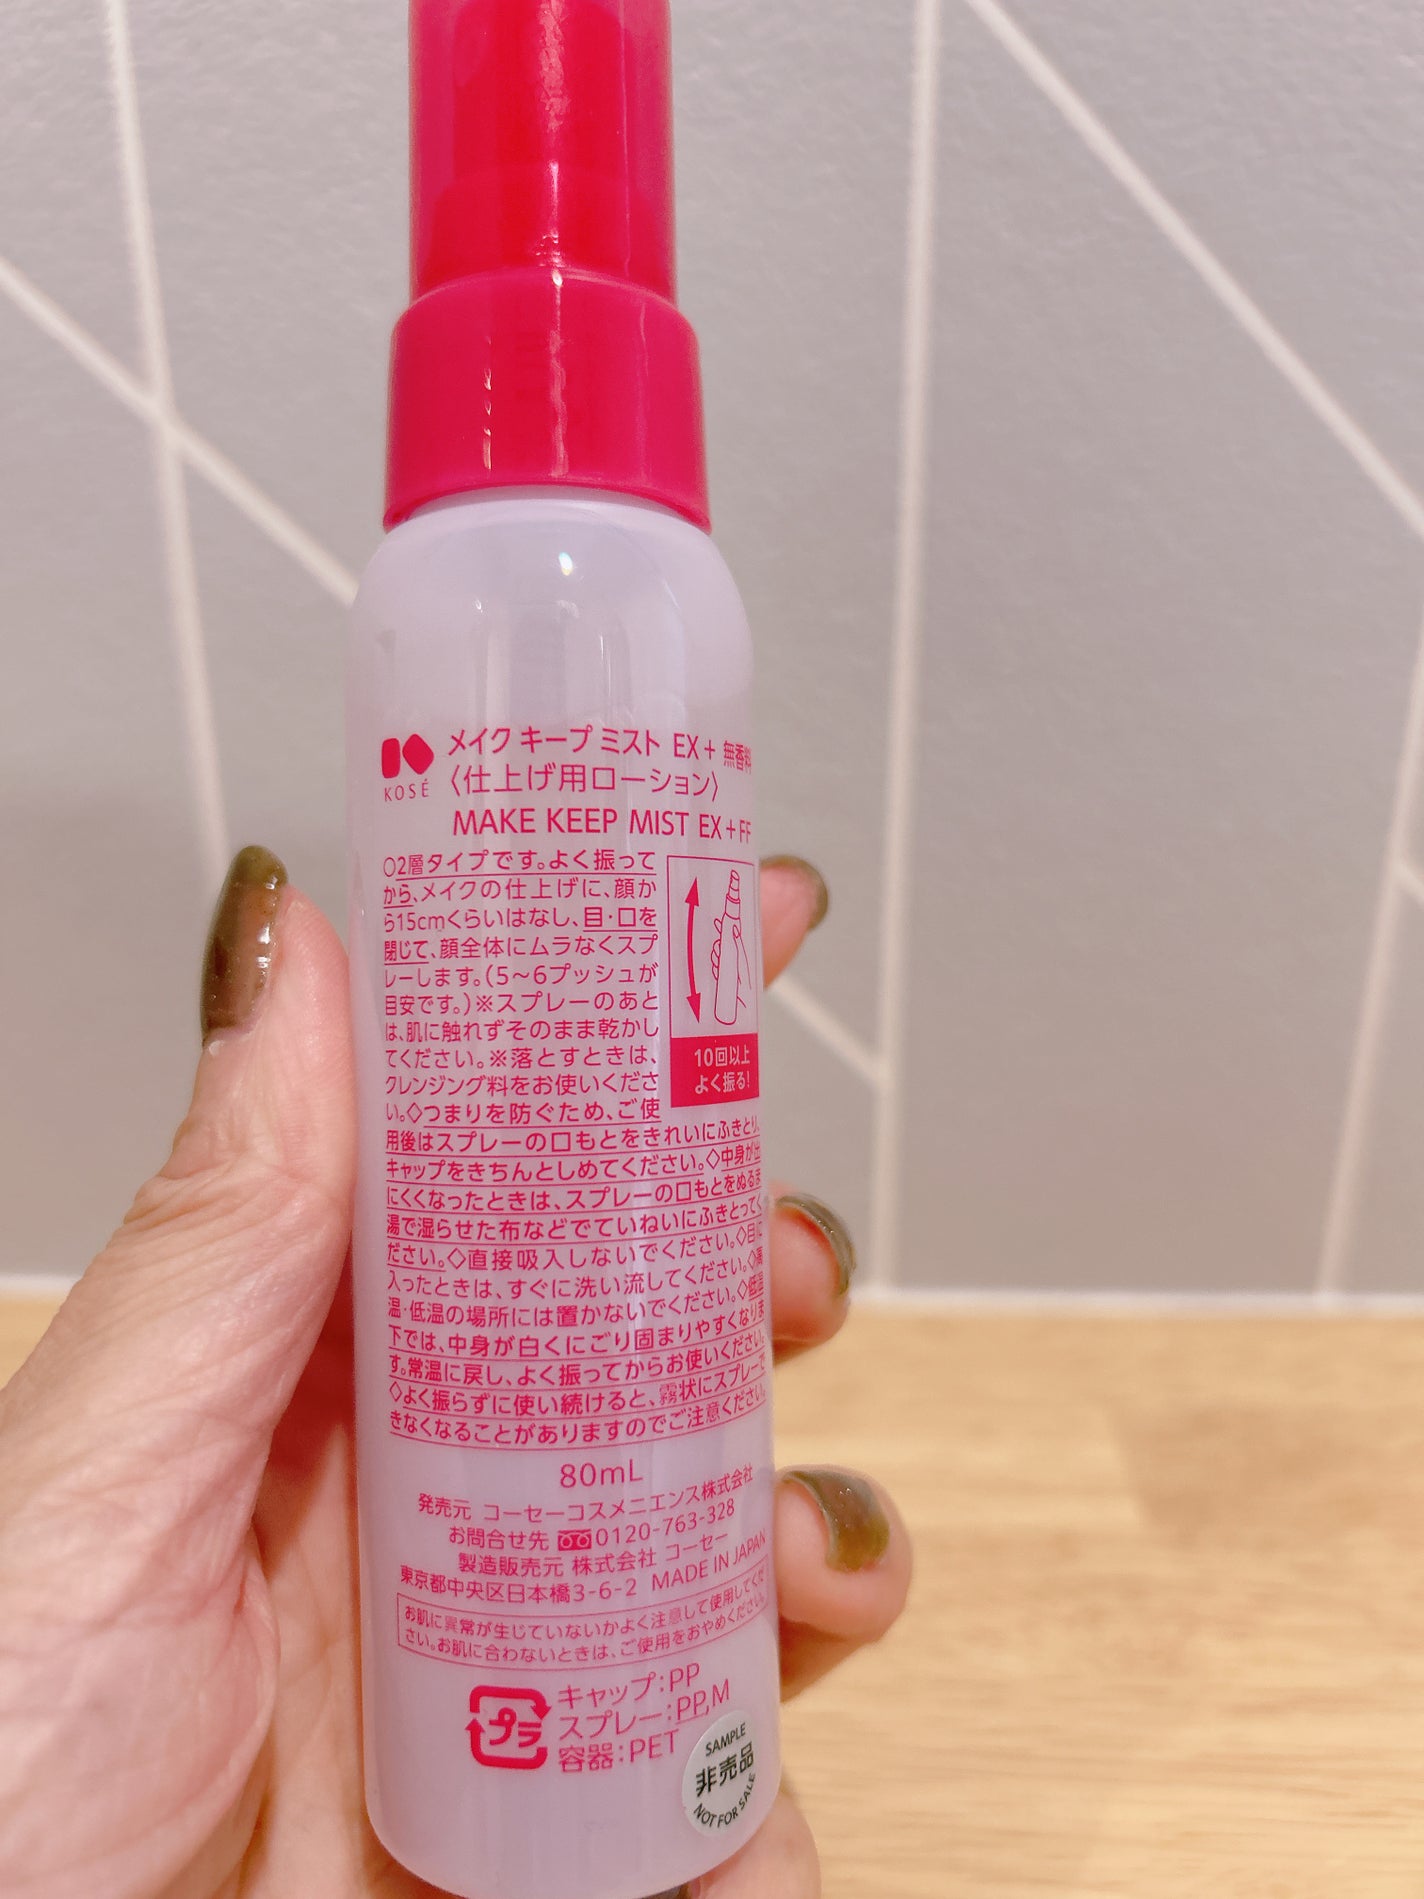 KOSÉ
メイク キープ ミスト EX+ 無香料
〈仕上げ用ローション〉
MAKE KEEP MIST EX+FF
○2層タイプです。よく振って
から、メイクの仕上げに、顔か
ら15cmくらいはなし、目・口を
閉じて、顔全体にムラなくスプ
レーします。(5~6プッシュが
目安です。)※スプレーのあと
は、肌に触れずそのまま乾かし
てください。※落とすときは、
クレンジング料をお使いくださ
い。◇つまりを防ぐため、ご使
用後はスプレーの口もとをきれいにふきとり、
キャップをきちんとしめてください。◇中身が出
にくくなったときは、スプレーの口もとをぬるま
湯で湿らせた布などでていねいにふきとってく
ださい。◇直接吸入しないでください。◇目に
入ったときは、すぐに洗い流してください。◇高
温・低温の場所には置かないでください。◇低温
下では、中身が白くにごり固まりやすくなりま
す。常温に戻し、よく振ってからお使いください。
◇よく振らずに使い続けると、霧状にスプレーで
きなくなることがありますのでご注意ください。
10回以上
よく振る!
80mL
発売元 コーセーコスメニエンス株式会社
お問合せ先 0120-763-328
製造販売元 株式会社 コーセー
東京都中央区日本橋3-6-2 MADE IN JAPAN
お肌に異常が生じていないかよく注意して使用してくだ
さい。お肌に合わないときは、ご使用をおやめください。
プラ
キャップ:PP
スプレー:PP,M
容器:PET
SAMPLE
非売品
NOT FOR SALE